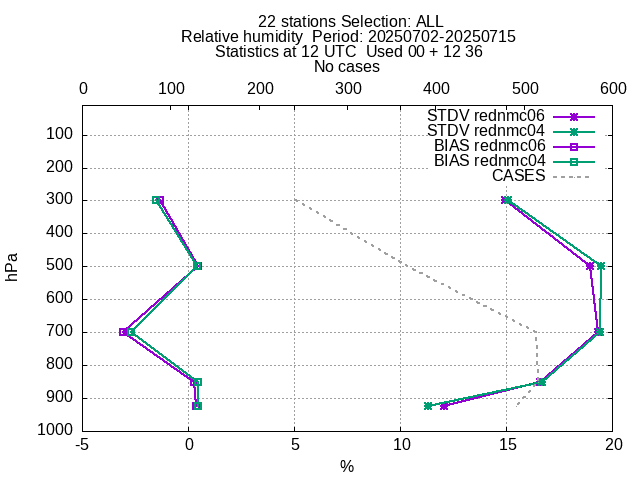 22 stations Selection: ALL
Relative humidity  Period: 20250702-20250715
Statistics at 12 UTC  Used 00 + 12 36
No cases
0 100 200 300 400 500 600
STDV rednmc06
STDV rednmc04
BIAS rednmc06
BIAS rednmc04
CASES
100
200
300
400
500
600
700
800
900
1000
hPa
-5 0 5 10 15 20
%